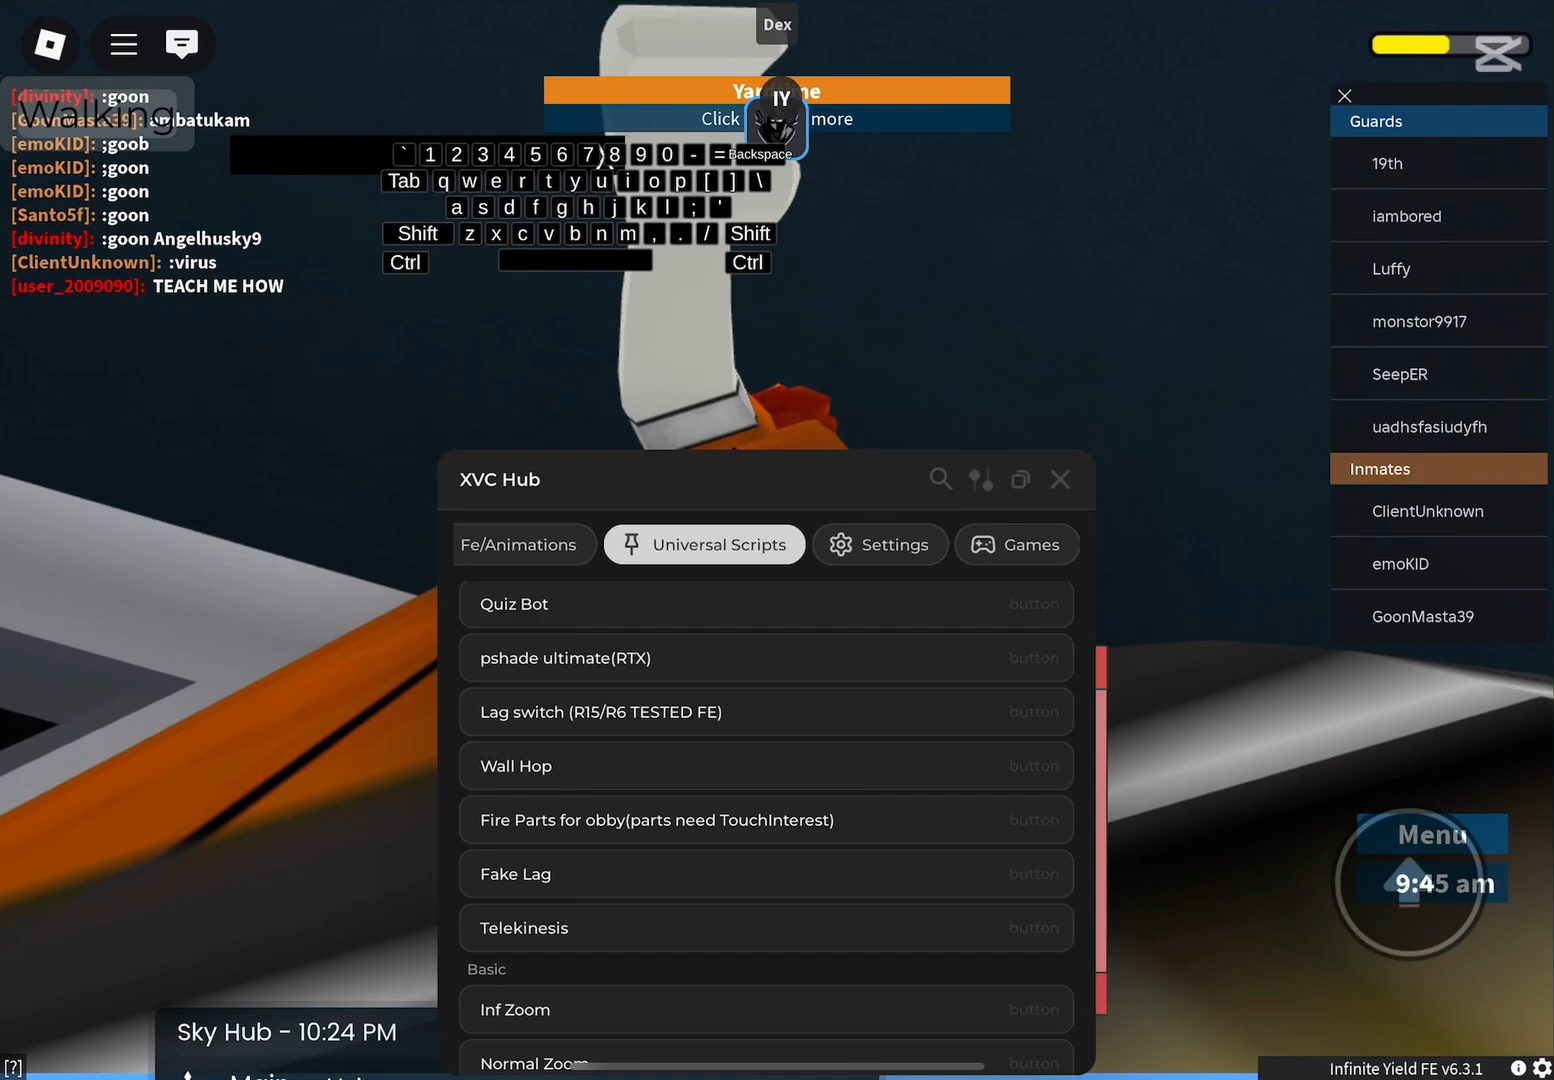 Dex
Walking
[divinity]: :goon
[GoonMasta39]: ambatukam
[emoKID]: ;goob
[emoKID]: :goon
[emoKID]: :goon
[Santo5f]: :goon
[divinity]: :goon Angelhusky9
[ClientUnknown]: :virus
[user_2009090]: TEACH ME HOW
IY
Click more
` 1 2 3 4 5 6 7 8 9 0 - = Backspace
Tab q w e r t y u i o p [ ] \
a s d f g h j k l ; '
Shift z x c v b n m , . / Shift
Ctrl Ctrl
Guards
19th
iambored
Luffy
monstor9917
SeepER
uadhsfasiudyfh
Inmates
ClientUnknown
emoKID
GoonMasta39
XVC Hub
Fe/Animations Universal Scripts Settings Games
Quiz Bot button
pshade ultimate(RTX) button
Lag switch (R15/R6 TESTED FE) button
Wall Hop button
Fire Parts for obby(parts need TouchInterest) button
Fake Lag button
Telekinesis button
Basic
Inf Zoom button
Normal Zoom button
Menu
9:45 am
Sky Hub - 10:24 PM
[?]
Infinite Yield FE v6.3.1